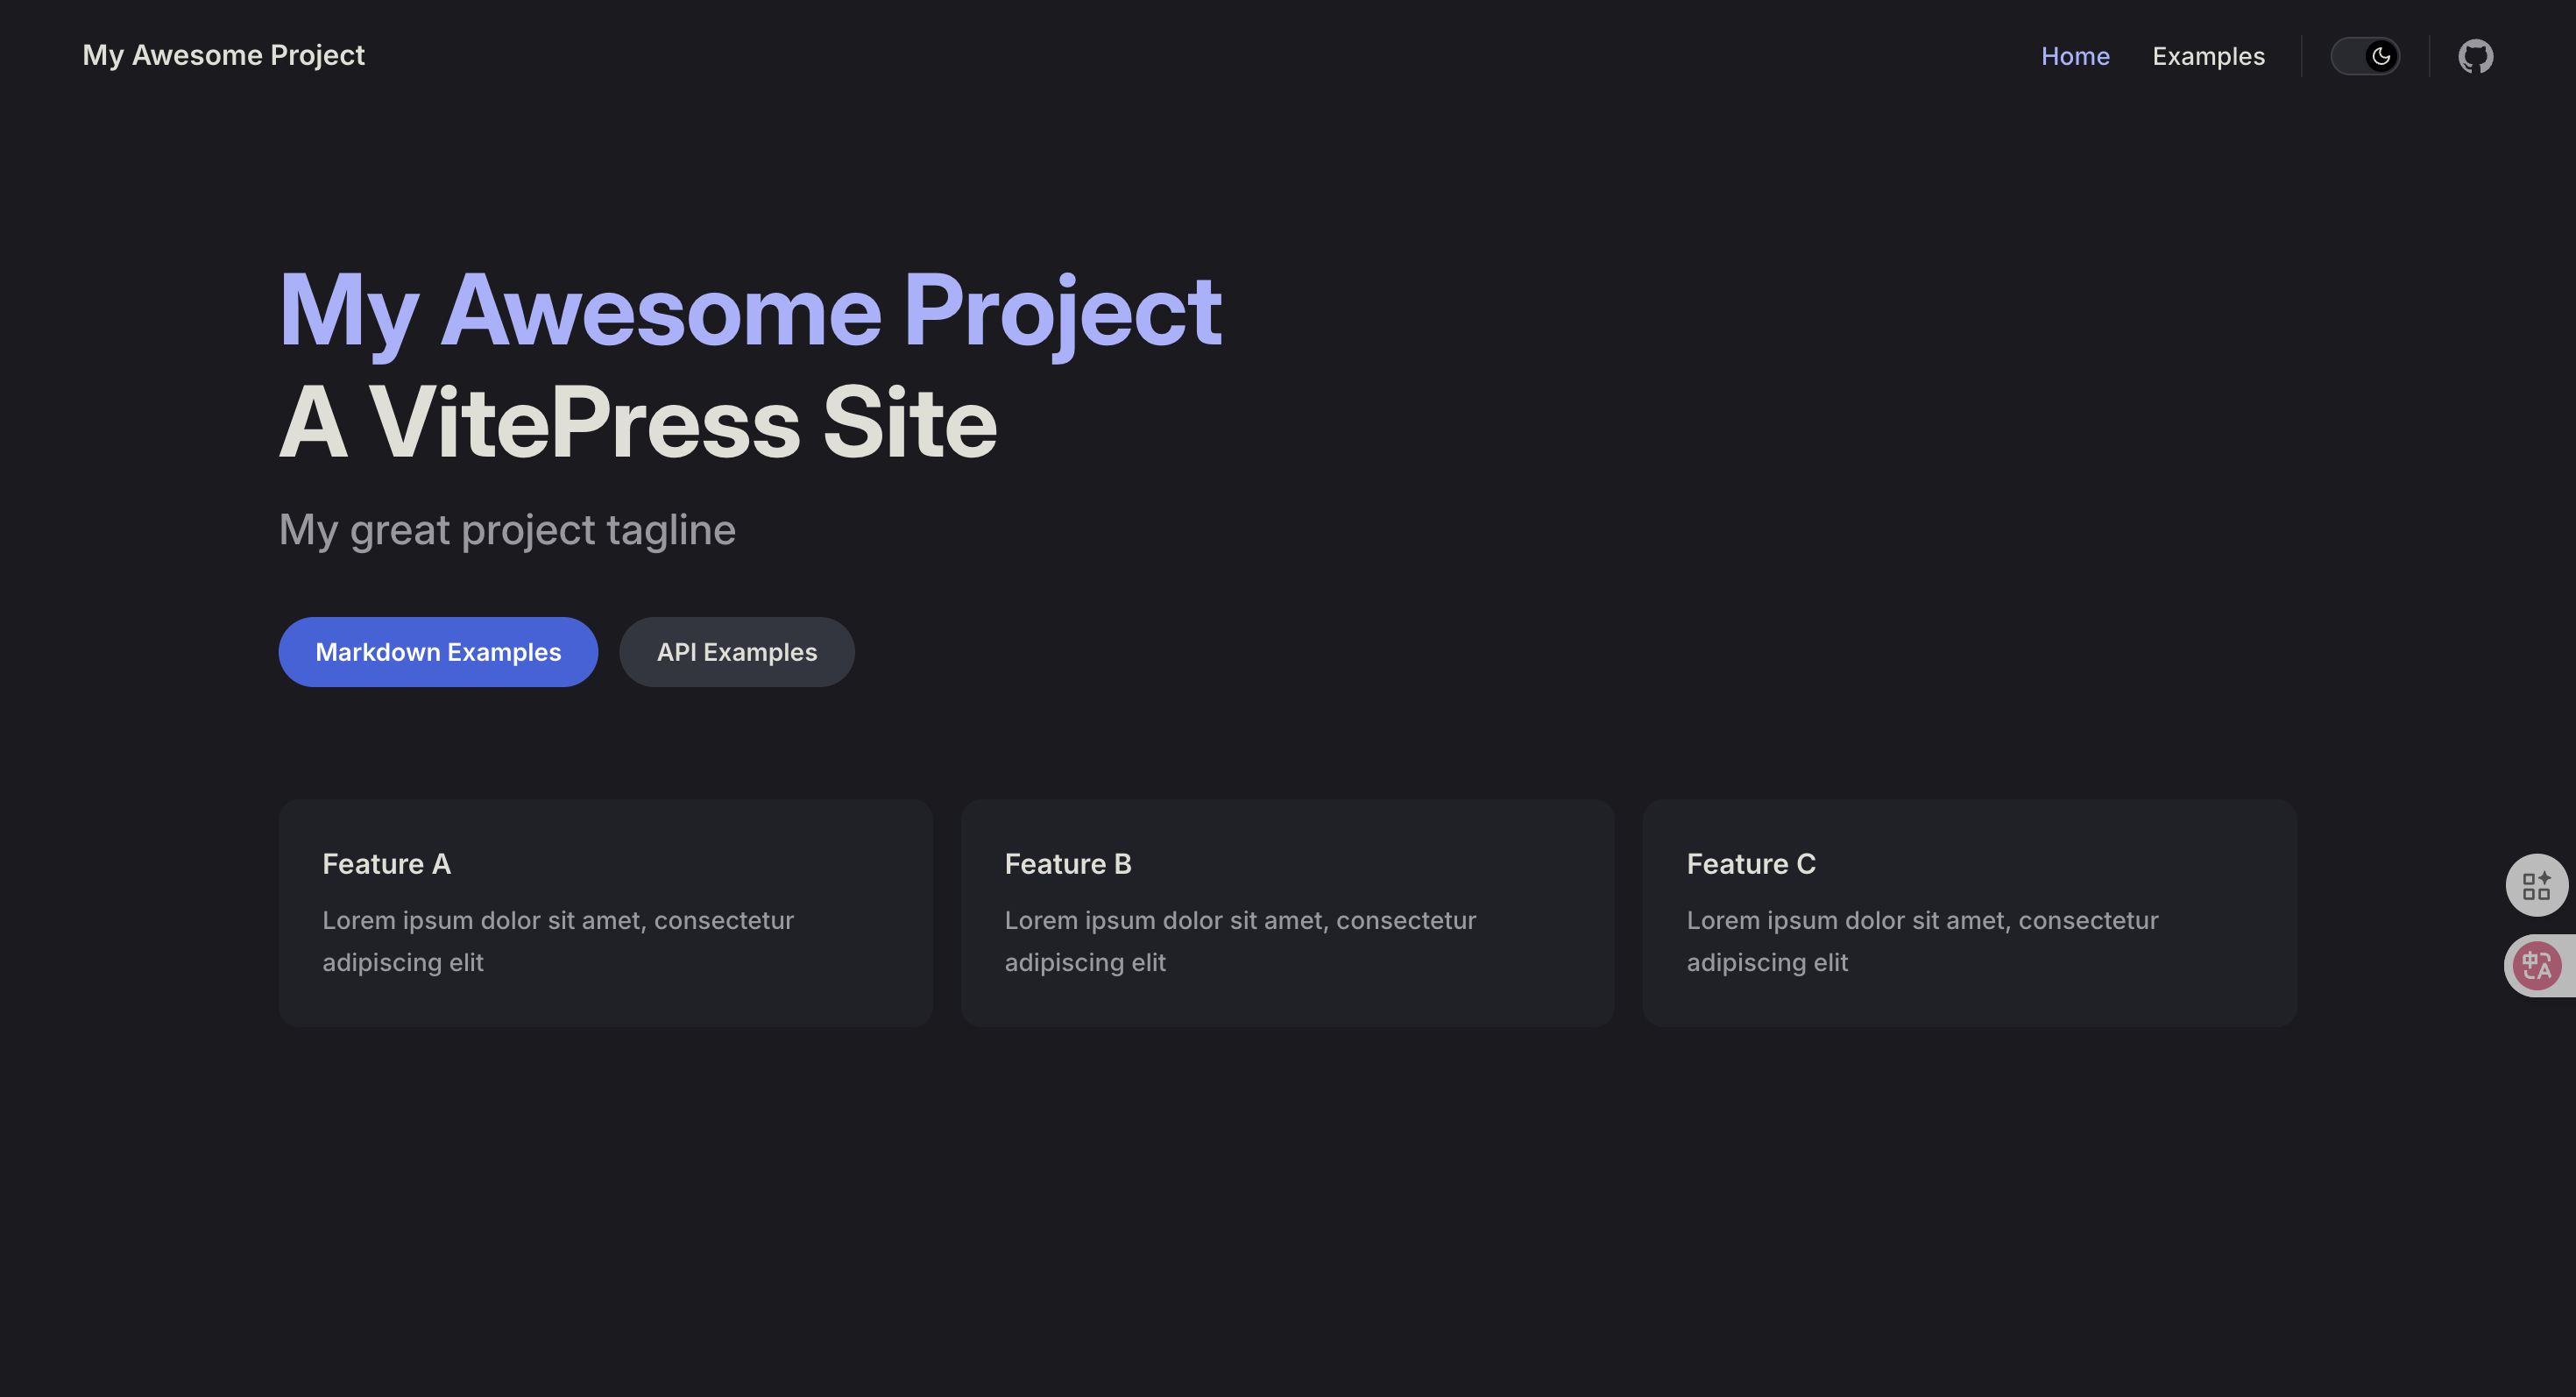 My Awesome Project
Home
Examples
My Awesome Project
A VitePress Site
My great project tagline
Markdown Examples
API Examples
Feature A
Lorem ipsum dolor sit amet, consectetur
adipiscing elit
Feature B
Lorem ipsum dolor sit amet, consectetur
adipiscing elit
Feature C
Lorem ipsum dolor sit amet, consectetur
adipiscing elit
中A